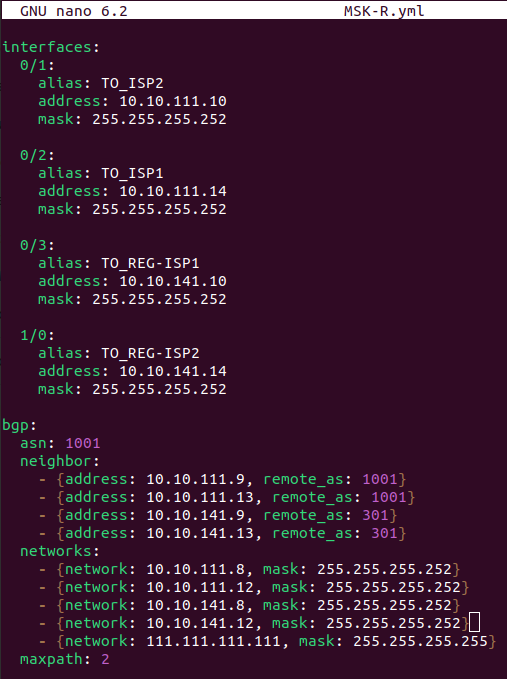 GNU nano 6.2 MSK-R.yml
interfaces:
0/1:
alias: TO_ISP2
address: 10.10.111.10
mask: 255.255.255.252
0/2:
alias: TO_ISP1
address: 10.10.111.14
mask: 255.255.255.252
0/3:
alias: TO_REG-ISP1
address: 10.10.141.10
mask: 255.255.255.252
1/0:
alias: TO_REG-ISP2
address: 10.10.141.14
mask: 255.255.255.252
bgp:
asn: 1001
neighbor:
- {address: 10.10.111.9, remote_as: 1001}
- {address: 10.10.111.13, remote_as: 1001}
- {address: 10.10.141.9, remote_as: 301}
- {address: 10.10.141.13, remote_as: 301}
networks:
- {network: 10.10.111.8, mask: 255.255.255.252}
- {network: 10.10.111.12, mask: 255.255.255.252}
- {network: 10.10.141.8, mask: 255.255.255.252}
- {network: 10.10.141.12, mask: 255.255.255.252}
- {network: 111.111.111.111, mask: 255.255.255.255}
maxpath: 2